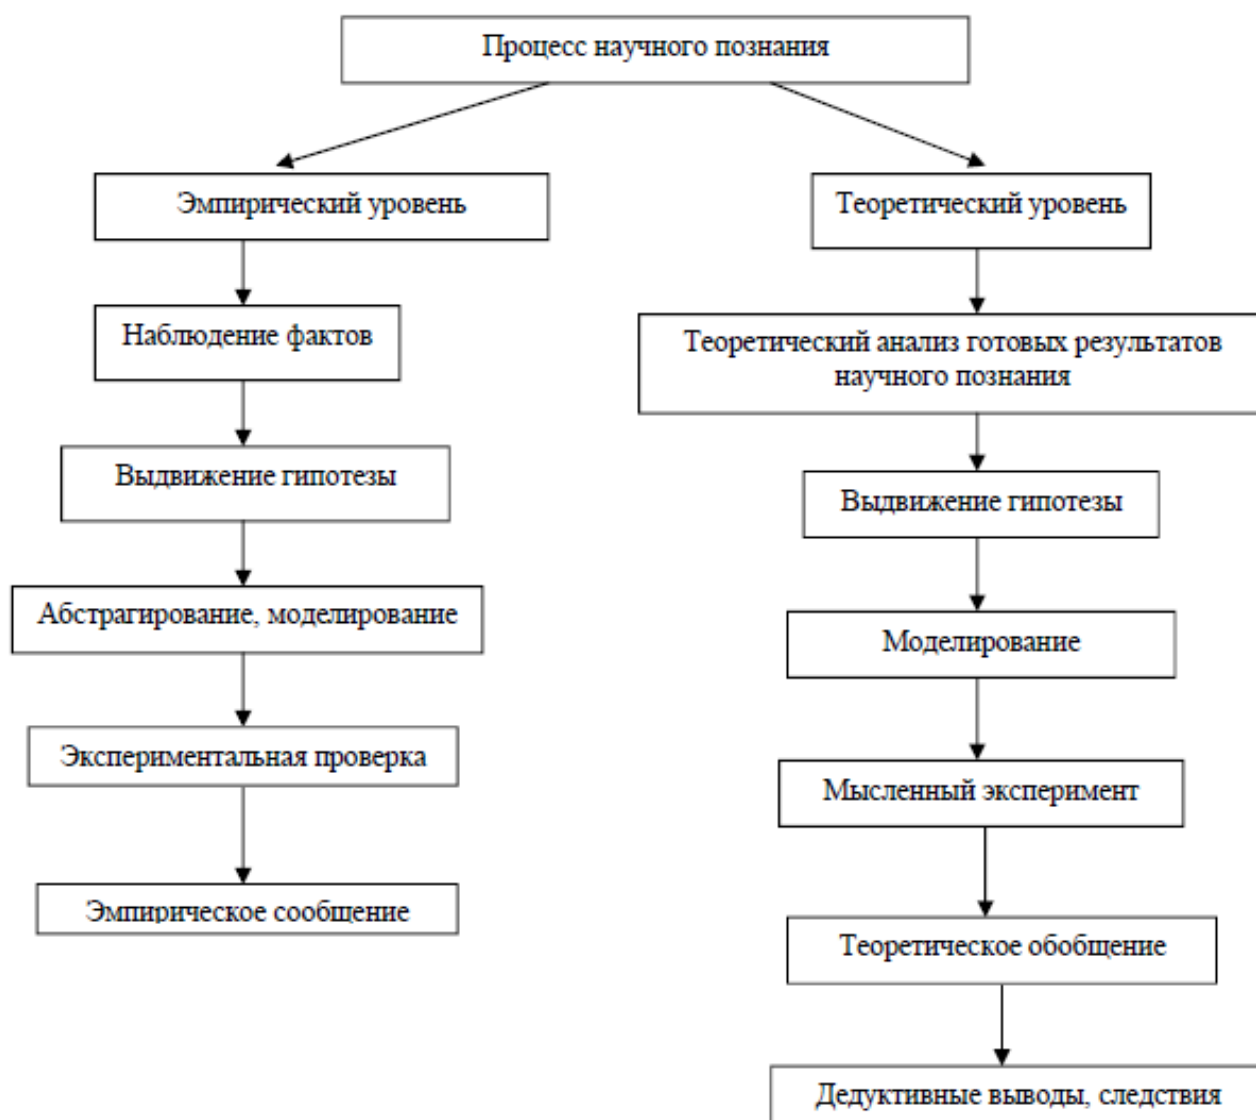 Процесс научного познания
Эмпирический уровень
Наблюдение фактов
Выдвижение гипотезы
Абстрагирование, моделирование
Экспериментальная проверка
Эмпирическое сообщение
Теоретический уровень
Теоретический анализ готовых результатов
научного познания
Выдвижение гипотезы
Моделирование
Мысленный эксперимент
Теоретическое обобщение
Дедуктивные выводы, следствия